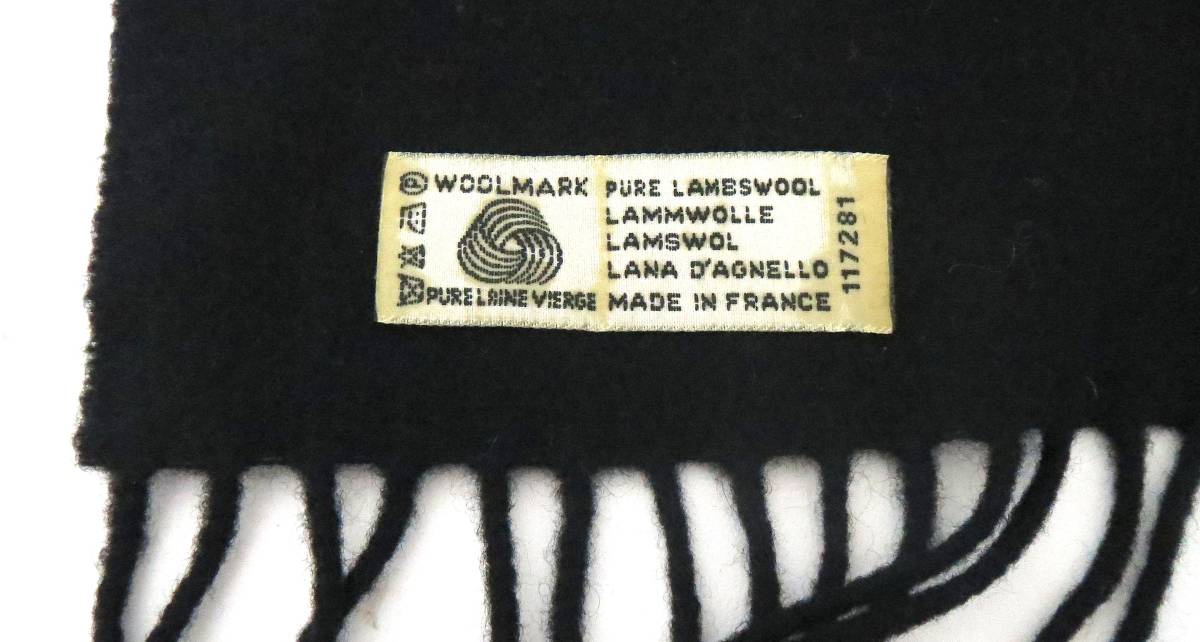 Ⓟ
WOOLMARK
PURE LAINE VIERGE
PURE LAMBSWOOL
LAMMWOLLE
LAMSWOL
LANA D'AGNELLO
MADE IN FRANCE
117281